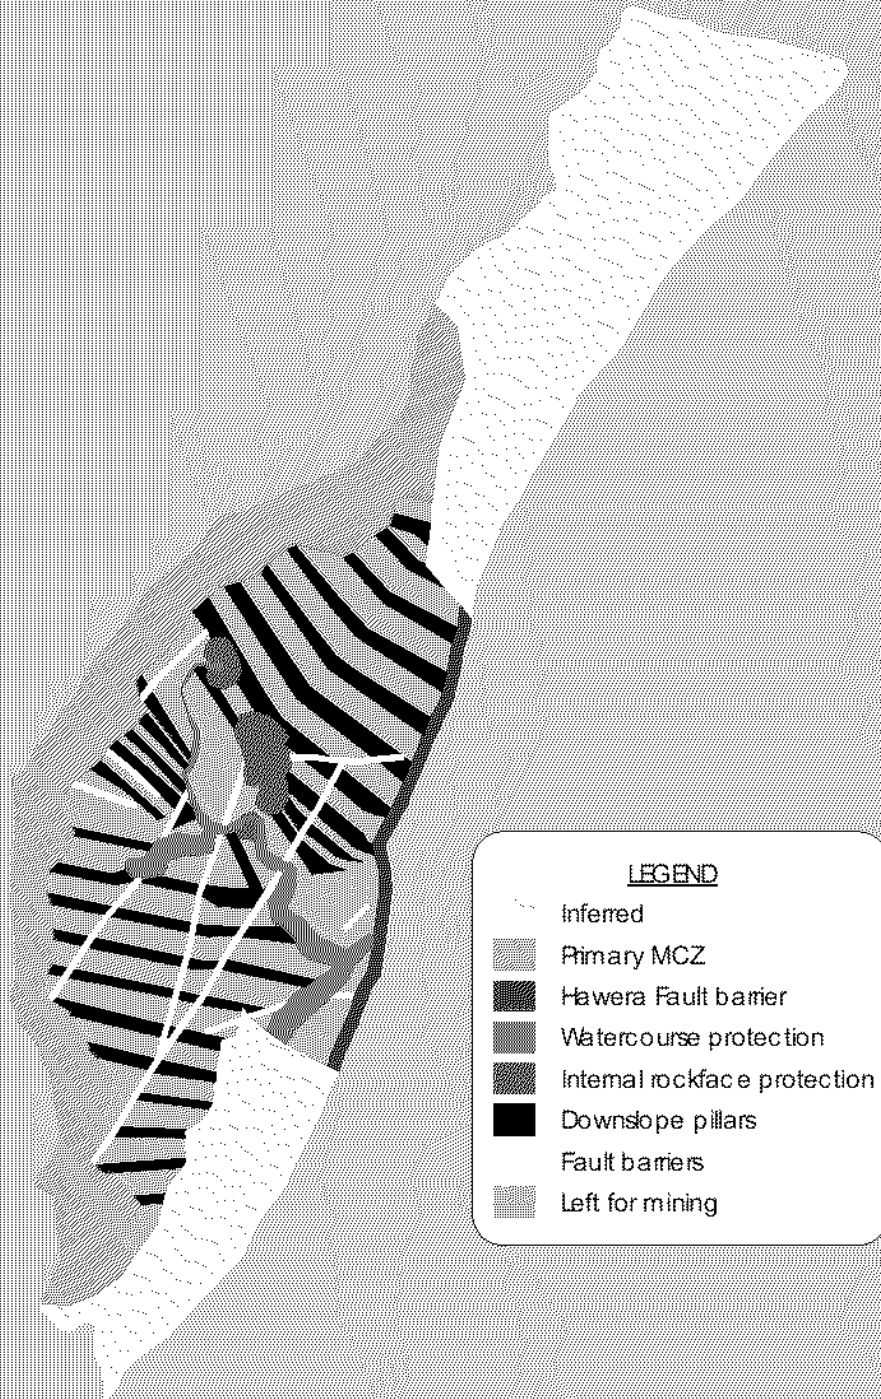 LEGEND
Inferred
Primary MCZ
Hawera Fault barrier
Watercourse protection
Internal rockface protection
Downslope pillars
Fault barriers
Left for mining